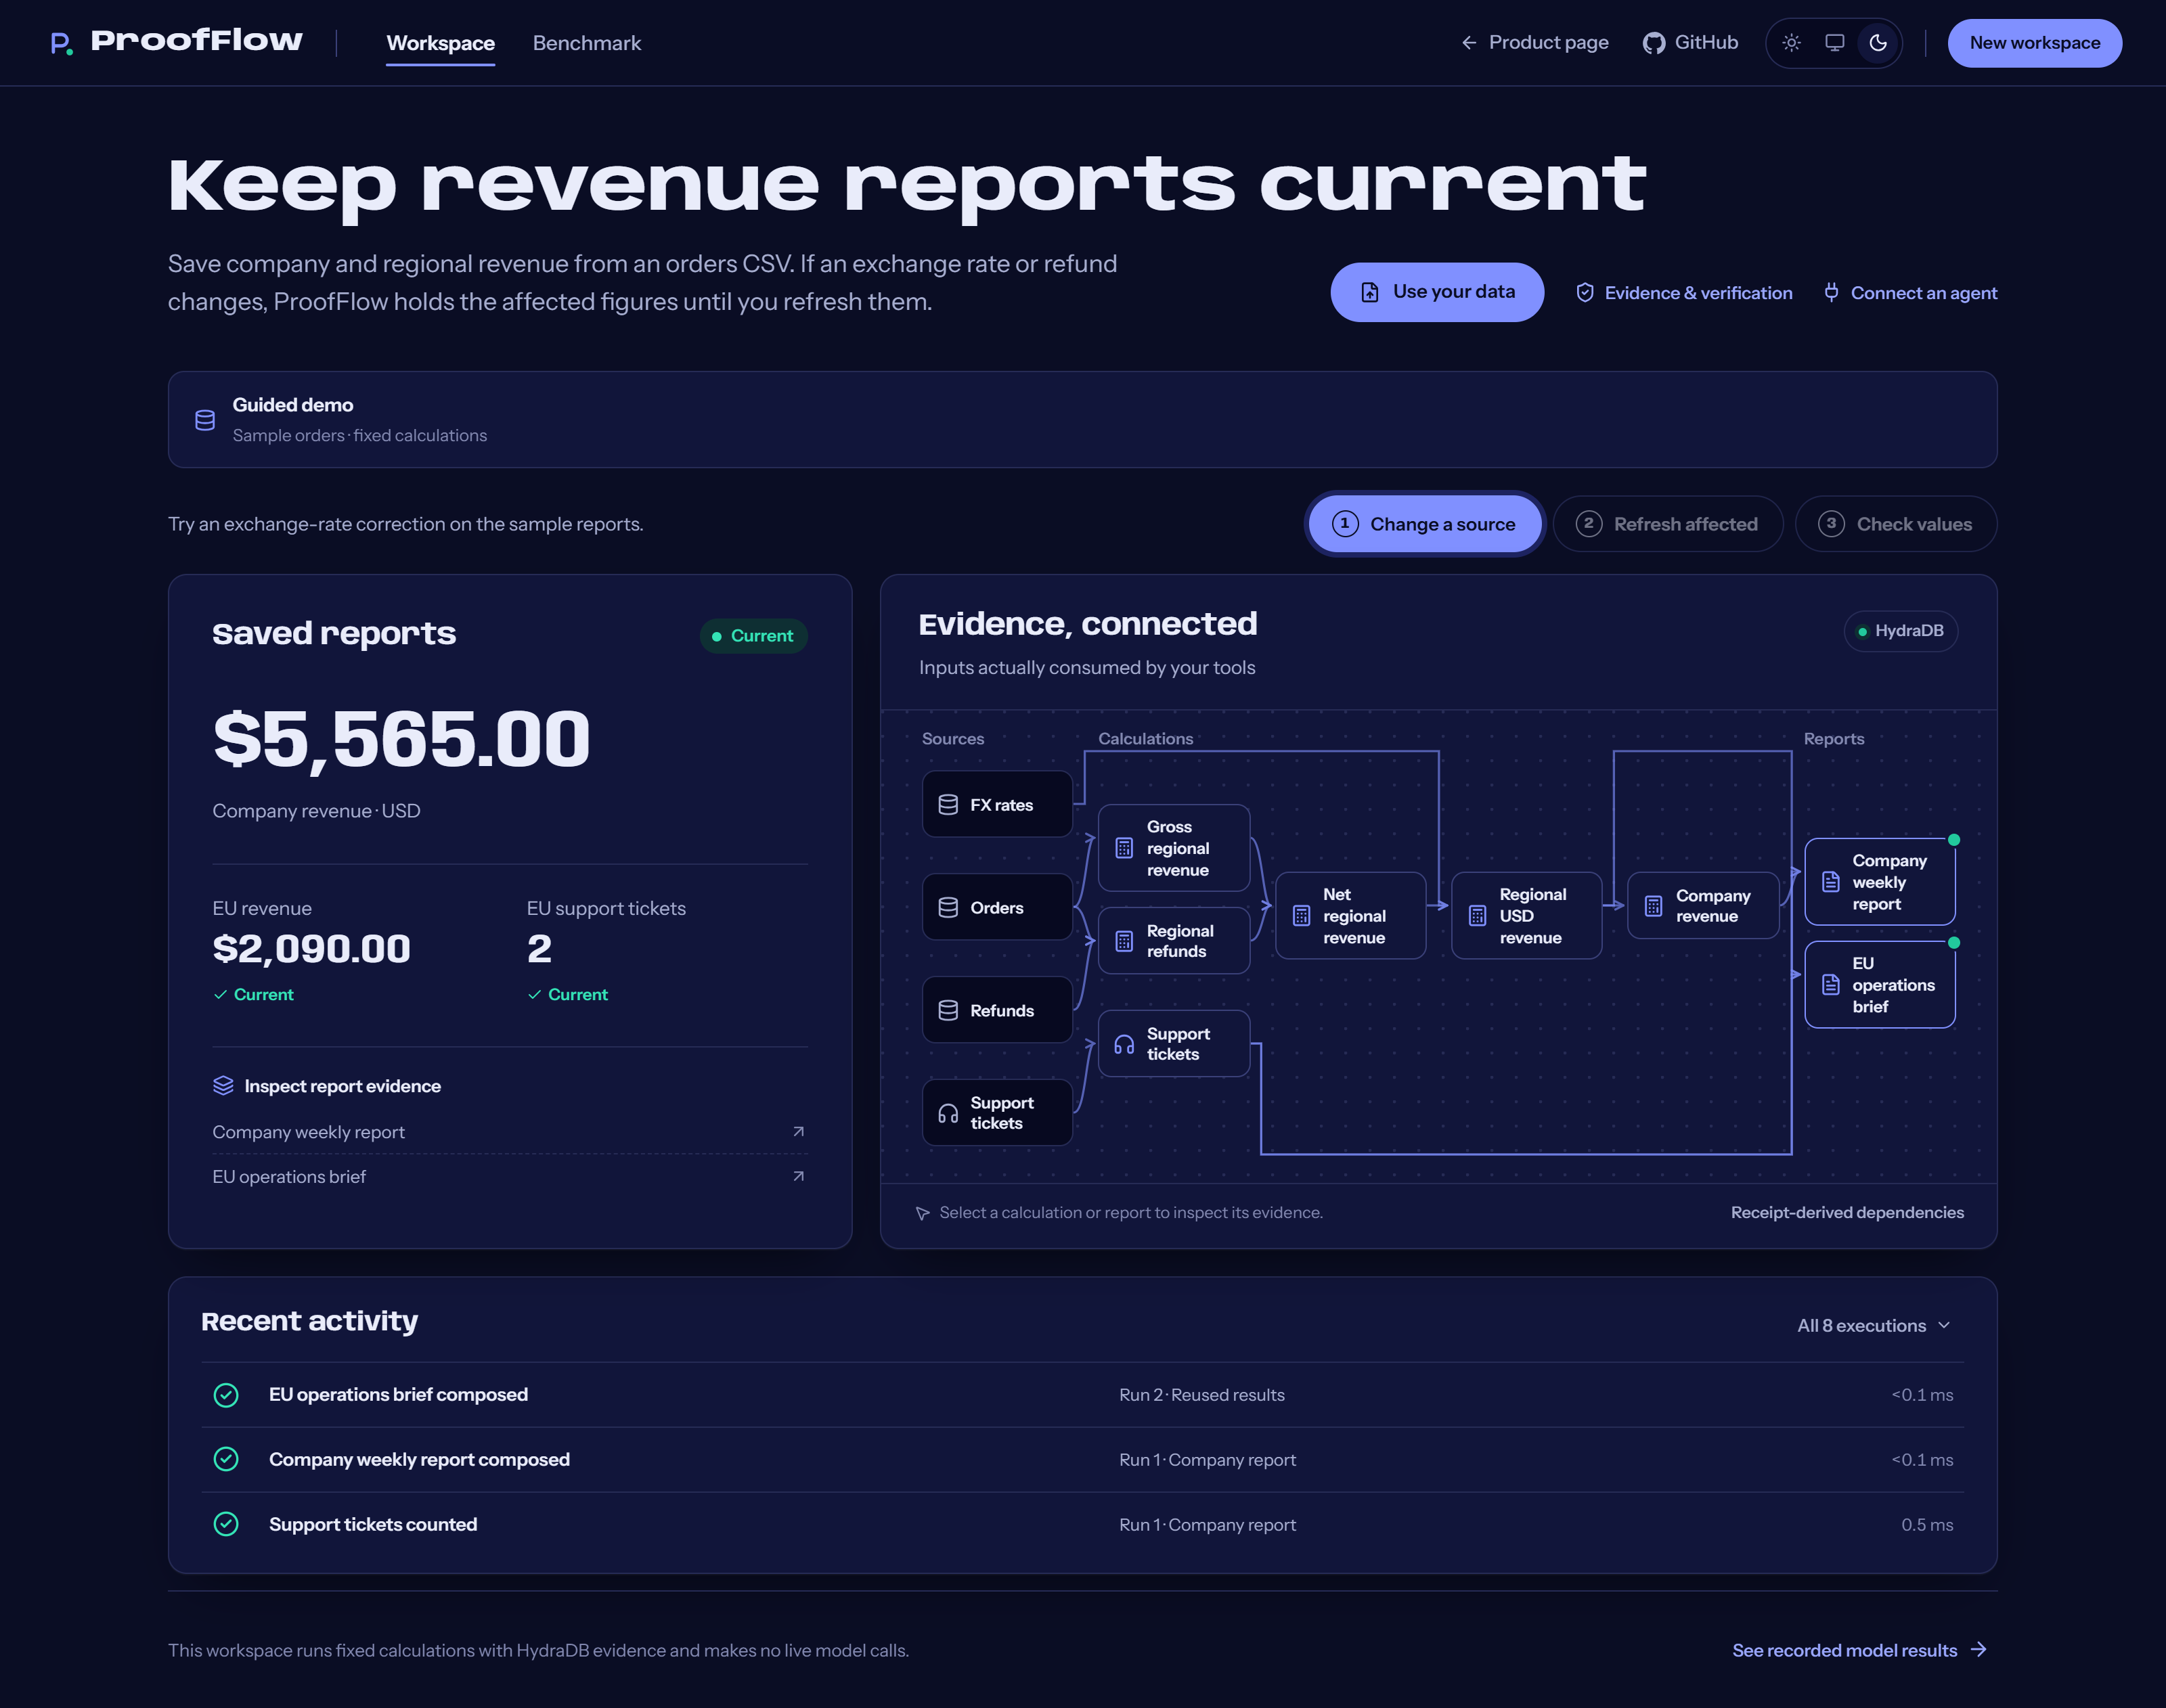 P.
ProofFlow
Workspace
Benchmark
Product page
GitHub
New workspace
Keep revenue reports current
Save company and regional revenue from an orders CSV. If an exchange rate or refund
changes, ProofFlow holds the affected figures until you refresh them.
Use your data
Evidence & verification
Connect an agent
Guided demo
Sample orders · fixed calculations
Try an exchange-rate correction on the sample reports.
1 Change a source
2 Refresh affected
3 Check values
Saved reports
Current
$5,565.00
Company revenue · USD
EU revenue
$2,090.00
Current
EU support tickets
2
Current
Inspect report evidence
Company weekly report
EU operations brief
Evidence, connected
HydraDB
Inputs actually consumed by your tools
Sources
Calculations
Reports
FX rates
Orders
Refunds
Support
tickets
Gross
regional
revenue
Regional
refunds
Support
tickets
Net
regional
revenue
Regional
USD
revenue
Company
revenue
Company
weekly
report
EU
operations
brief
Select a calculation or report to inspect its evidence.
Receipt-derived dependencies
Recent activity
All 8 executions
EU operations brief composed
Run 2 · Reused results
<0.1 ms
Company weekly report composed
Run 1 · Company report
<0.1 ms
Support tickets counted
Run 1 · Company report
0.5 ms
This workspace runs fixed calculations with HydraDB evidence and makes no live model calls.
See recorded model results